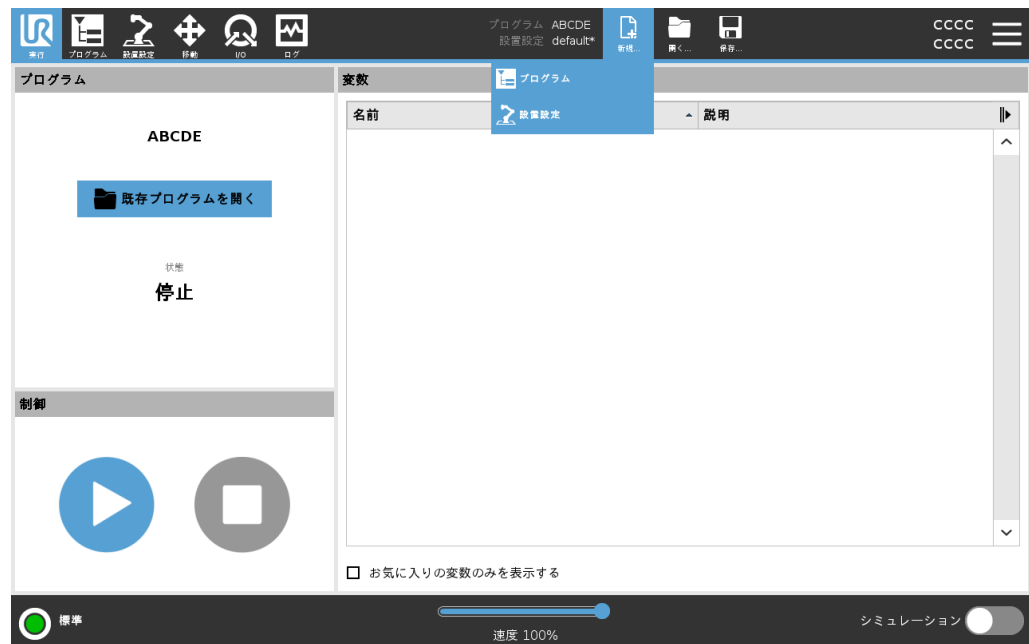 UR
実行
プログラム
設置設定
移動
I/O
ログ
プログラム ABCDE
設置設定 default*
新規...
開く...
保存...
CCCC
CCCC
プログラム
設置設定
プログラム
ABCDE
既存プログラムを開く
状態
停止
制御
変数
名前
説明
お気に入りの変数のみを表示する
標準
速度 100%
シミュレーション